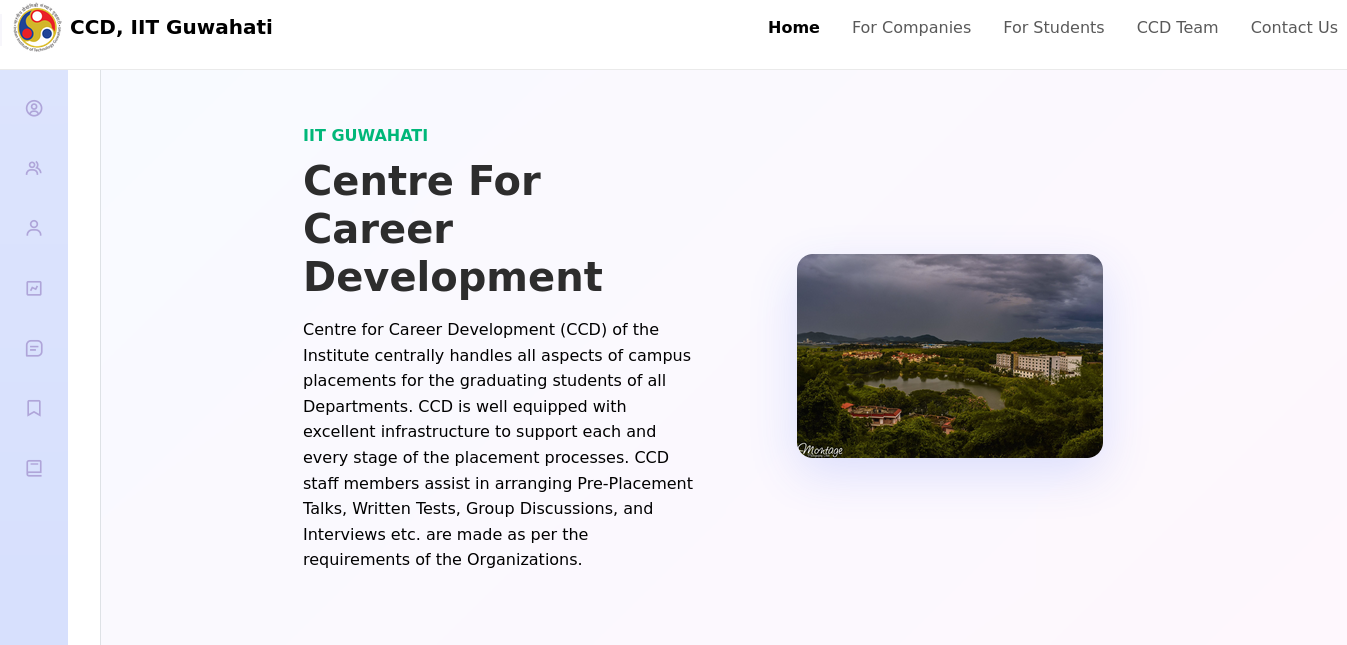 CCD, IIT Guwahati
Home
For Companies
For Students
CCD Team
Contact Us
IIT GUWAHATI
Centre For
Career
Development
Centre for Career Development (CCD) of the
Institute centrally handles all aspects of campus
placements for the graduating students of all
Departments. CCD is well equipped with
excellent infrastructure to support each and
every stage of the placement processes. CCD
staff members assist in arranging Pre-Placement
Talks, Written Tests, Group Discussions, and
Interviews etc. are made as per the
requirements of the Organizations.
Montage